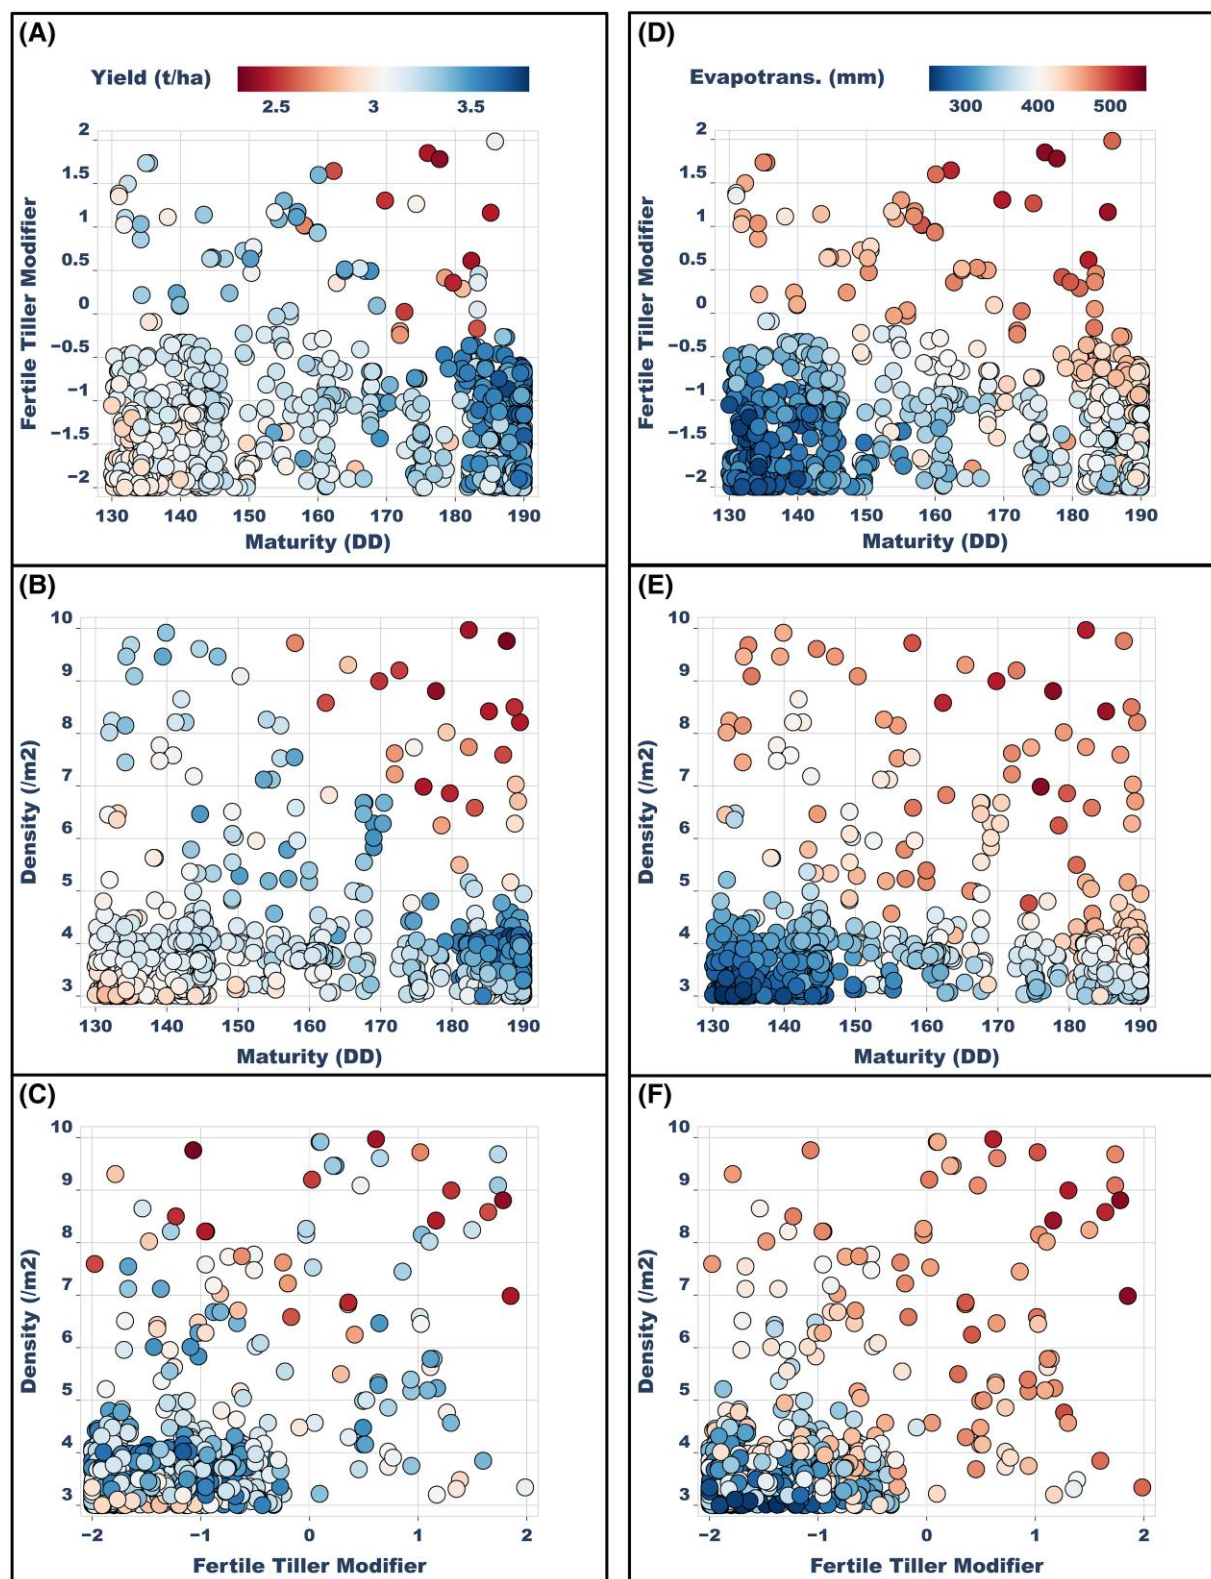 (A)
Yield (t/ha)
2.5 3 3.5
Fertile Tiller Modifier
2
1.5
1
0.5
0
−0.5
−1
−1.5
−2
130 140 150 160 170 180 190
Maturity (DD)
(D)
Evapotrans. (mm)
300 400 500
Fertile Tiller Modifier
2
1.5
1
0.5
0
−0.5
−1
−1.5
−2
130 140 150 160 170 180 190
Maturity (DD)
(B)
Density (/m2)
10
9
8
7
6
5
4
3
130 140 150 160 170 180 190
Maturity (DD)
(E)
Density (/m2)
10
9
8
7
6
5
4
3
130 140 150 160 170 180 190
Maturity (DD)
(C)
Density (/m2)
10
9
8
7
6
5
4
3
−2 −1 0 1 2
Fertile Tiller Modifier
(F)
Density (/m2)
10
9
8
7
6
5
4
3
−2 −1 0 1 2
Fertile Tiller Modifier